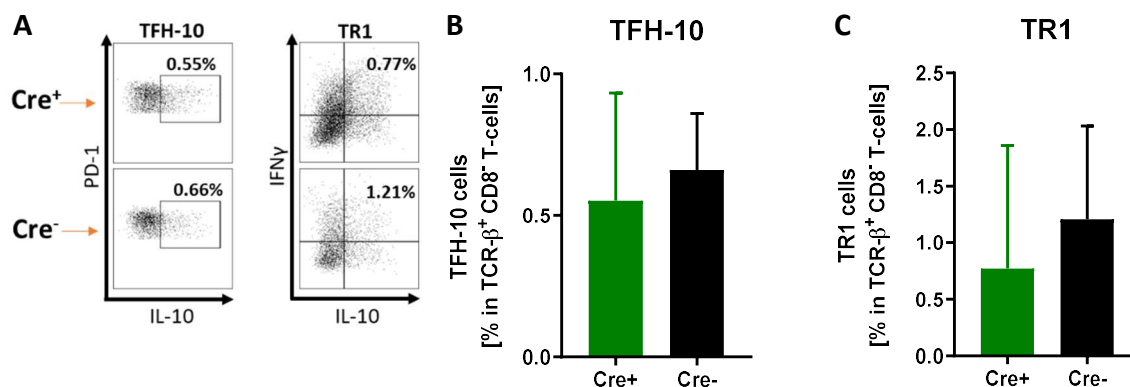 A
TFH-10
TR1
Cre⁺
0.55%
0.77%
Cre⁻
0.66%
1.21%
PD-1
IFNγ
IL-10
IL-10
B
TFH-10
TFH-10 cells
[% in TCR-β⁺ CD8⁻ T-cells]
1.0
0.5
0.0
Cre+
Cre-
C
TR1
TR1 cells
[% in TCR-β⁺ CD8⁻ T-cells]
2.5
2.0
1.5
1.0
0.5
0.0
Cre+
Cre-